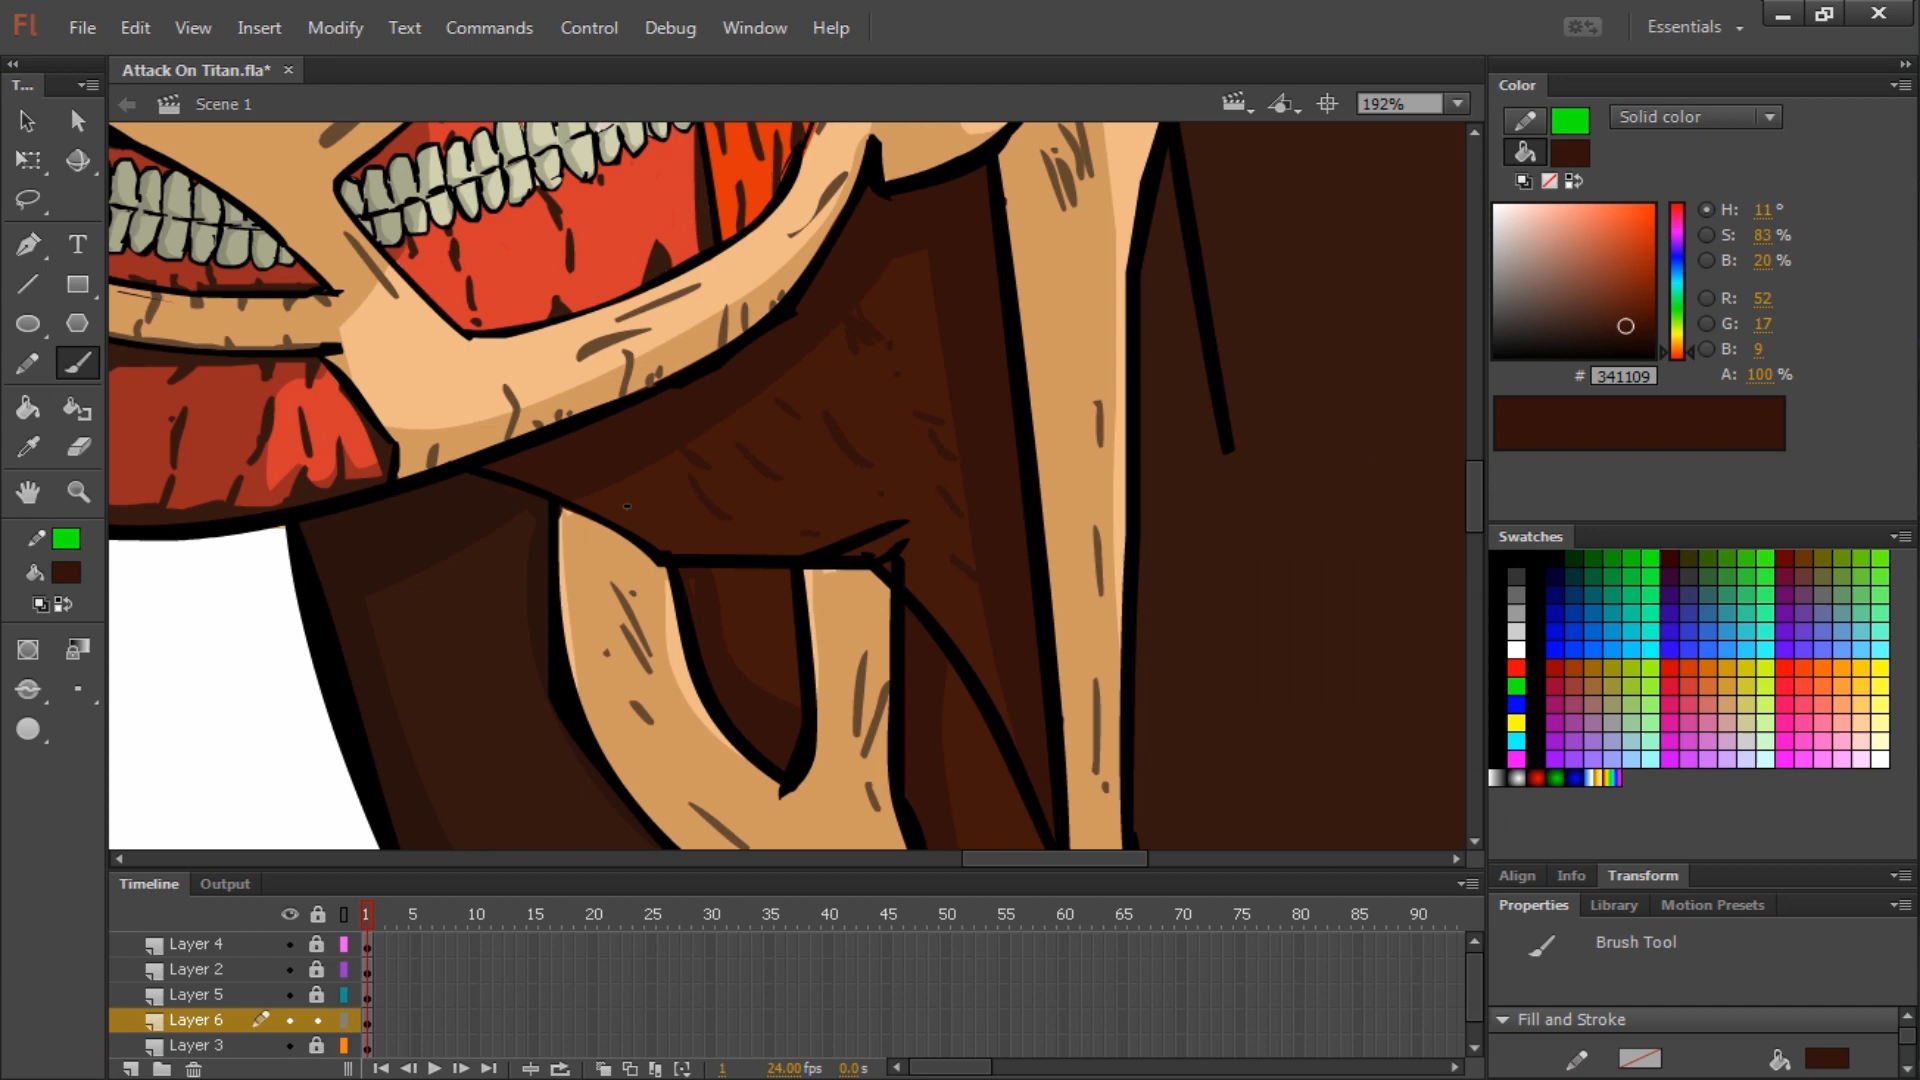 Fl File Edit View Insert Modify Text Commands Control Debug Window Help Essentials
T... Attack On Titan.fla* Color
Scene 1 192% Solid color
H: 11 °
S: 83 %
B: 20 %
R: 52
G: 17
B: 9
# 341109 A: 100 %
T
Swatches
Timeline Output Align Info Transform
1 5 10 15 20 25 30 35 40 45 50 55 60 65 70 75 80 85 90 Properties Library Motion Presets
Layer 4 Brush Tool
Layer 2
Layer 5
Layer 6 Fill and Stroke
Layer 3
1 24.00 fps 0.0 s